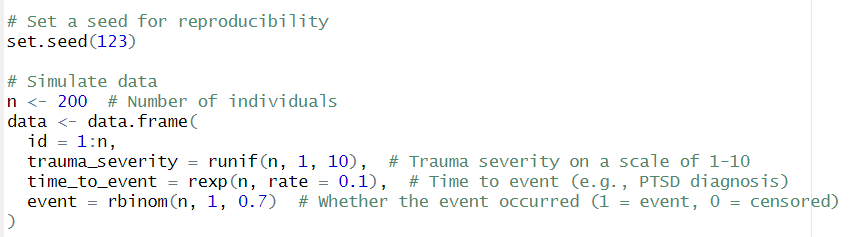 # Set a seed for reproducibility
set.seed(123)

# Simulate data
n <- 200  # Number of individuals
data <- data.frame(
  id = 1:n,
  trauma_severity = runif(n, 1, 10),  # Trauma severity on a scale of 1-10
  time_to_event = rexp(n, rate = 0.1),  # Time to event (e.g., PTSD diagnosis)
  event = rbinom(n, 1, 0.7)  # Whether the event occurred (1 = event, 0 = censored)
)